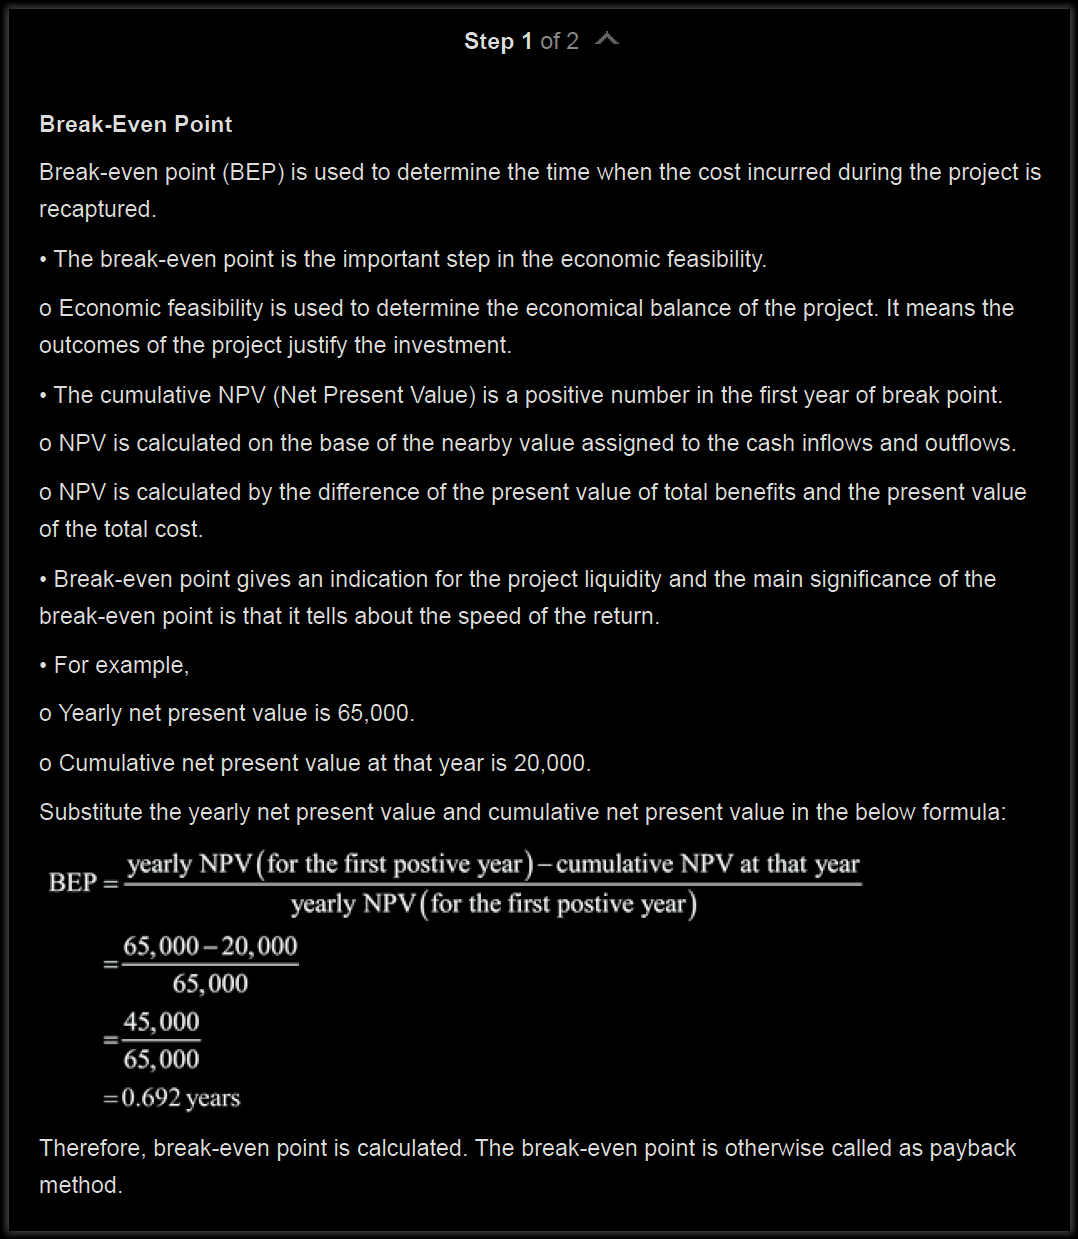 Step 1 of 2
Break-Even Point
Break-even point (BEP) is used to determine the time when the cost incurred during the project is
recaptured.
• The break-even point is the important step in the economic feasibility.
o Economic feasibility is used to determine the economical balance of the project. It means the
outcomes of the project justify the investment.
• The cumulative NPV (Net Present Value) is a positive number in the first year of break point.
o NPV is calculated on the base of the nearby value assigned to the cash inflows and outflows.
o NPV is calculated by the difference of the present value of total benefits and the present value
of the total cost.
• Break-even point gives an indication for the project liquidity and the main significance of the
break-even point is that it tells about the speed of the return.
• For example,
o Yearly net present value is 65,000.
o Cumulative net present value at that year is 20,000.
Substitute the yearly net present value and cumulative net present value in the below formula:
yearly NPV (for the first postive year) – cumulative NPV at that year
BEP =
yearly NPV (for the first postive year)
65,000 – 20,000
=
65,000
45,000
=
65,000
= 0.692 years
Therefore, break-even point is calculated. The break-even point is otherwise called as payback
method.